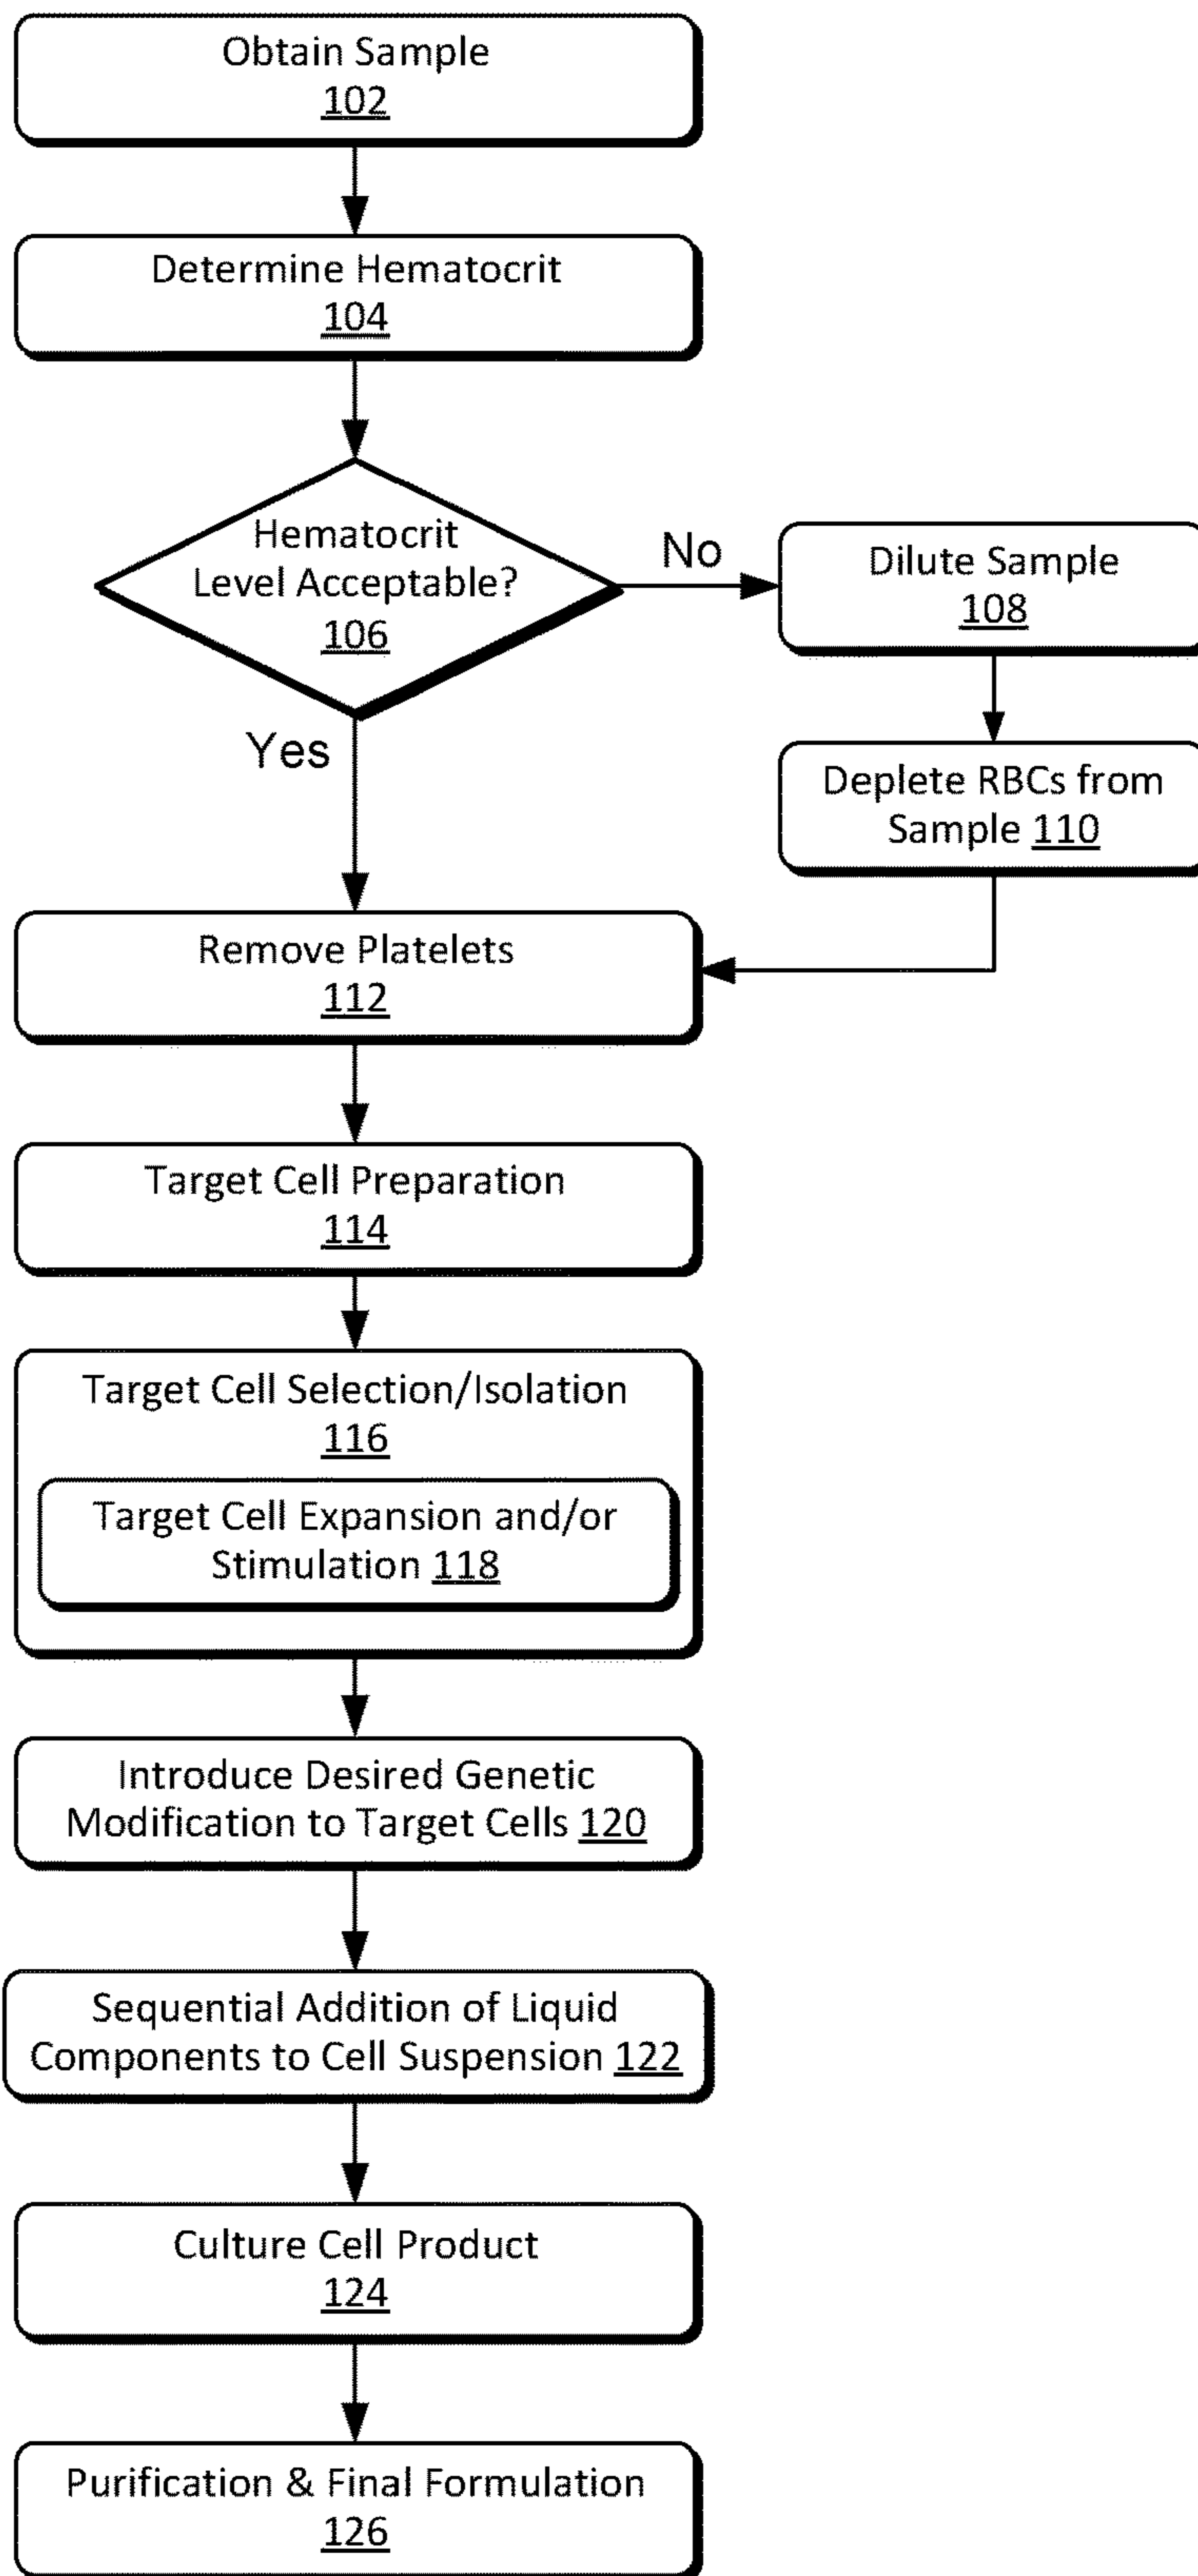 Obtain Sample
102
Determine Hematocrit
104
Hematocrit
Level Acceptable?
106
No
Dilute Sample
108
Yes
Deplete RBCs from
Sample 110
Remove Platelets
112
Target Cell Preparation
114
Target Cell Selection/Isolation
116
Target Cell Expansion and/or
Stimulation 118
Introduce Desired Genetic
Modification to Target Cells 120
Sequential Addition of Liquid
Components to Cell Suspension 122
Culture Cell Product
124
Purification & Final Formulation
126